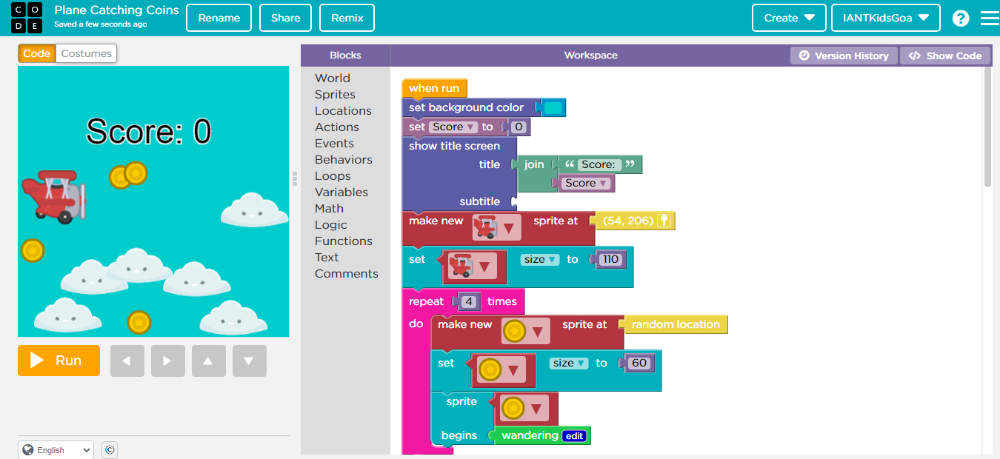 C O
D E
Plane Catching Coins
Saved a few seconds ago
Rename
Share
Remix
Create
IANTKidsGoa
?
Code
Costumes
Blocks
Workspace
Version History
Show Code
Score: 0
World
Sprites
Locations
Actions
Events
Behaviors
Loops
Variables
Math
Logic
Functions
Text
Comments
when run
set background color
set Score to 0
show title screen
title join “ Score: ”
Score
subtitle
make new sprite at (54, 206)
set size to 110
repeat 4 times
do make new sprite at random location
set size to 60
sprite
begins wandering edit
Run
English
©